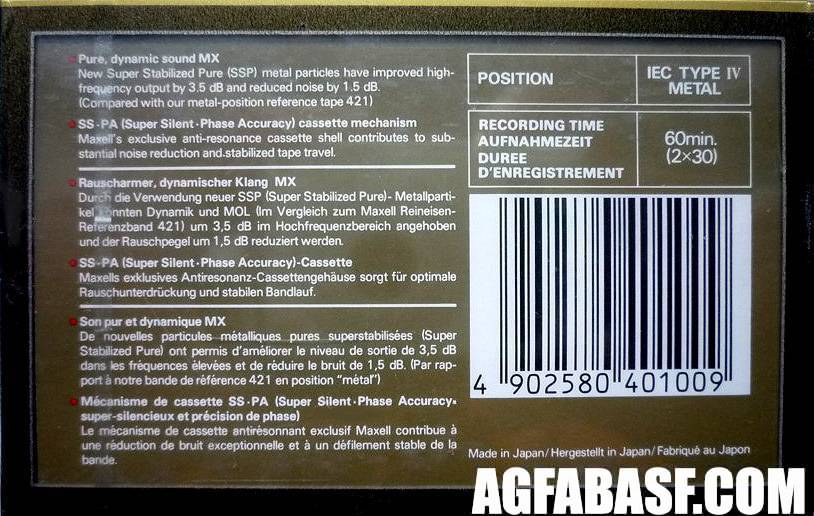 Pure, dynamic sound MX
New Super Stabilized Pure (SSP) metal particles have improved high-
frequency output by 3.5 dB and reduced noise by 1.5 dB.
(Compared with our metal-position reference tape 421)
SS·PA (Super Silent·Phase Accuracy) cassette mechanism
Maxell's exclusive anti-resonance cassette shell contributes to sub-
stantial noise reduction and stabilized tape travel.
Rauscharmer, dynamischer Klang MX
Durch die Verwendung neuer SSP (Super Stabilized Pure)- Metallparti-
kel konnten Dynamik und MOL (Im Vergleich zum Maxell Reineisen-
Referenzband 421) um 3,5 dB im Hochfrequenzbereich angehoben
und der Rauschpegel um 1,5 dB reduziert werden.
SS·PA (Super Silent·Phase Accuracy)-Cassette
Maxells exklusives Antiresonanz-Cassettengehäuse sorgt für optimale
Rauschunterdrückung und stabilen Bandlauf.
Son pur et dynamique MX
De nouvelles particules métalliques pures superstabilisées (Super
Stabilized Pure) ont permis d'améliorer le niveau de sortie de 3,5 dB
dans les fréquences élevées et de réduire le bruit de 1,5 dB. (Par rap-
port à notre bande de référence 421 en position "métal")
Mécanisme de cassette SS·PA (Super Silent·Phase Accuracy·
super-silencieux et précision de phase)
Le mécanisme de cassette antirésonnant exclusif Maxell contribue à
une réduction de bruit exceptionnelle et à un défilement stable de la
bande.
POSITION
IEC TYPE IV
METAL
RECORDING TIME
AUFNAHMEZEIT
DUREE
D'ENREGISTREMENT
60min.
(2×30)
4 902580 401009
Made in Japan/Hergestellt in Japan/Fabriqué au Japon
AGFABASF.COM